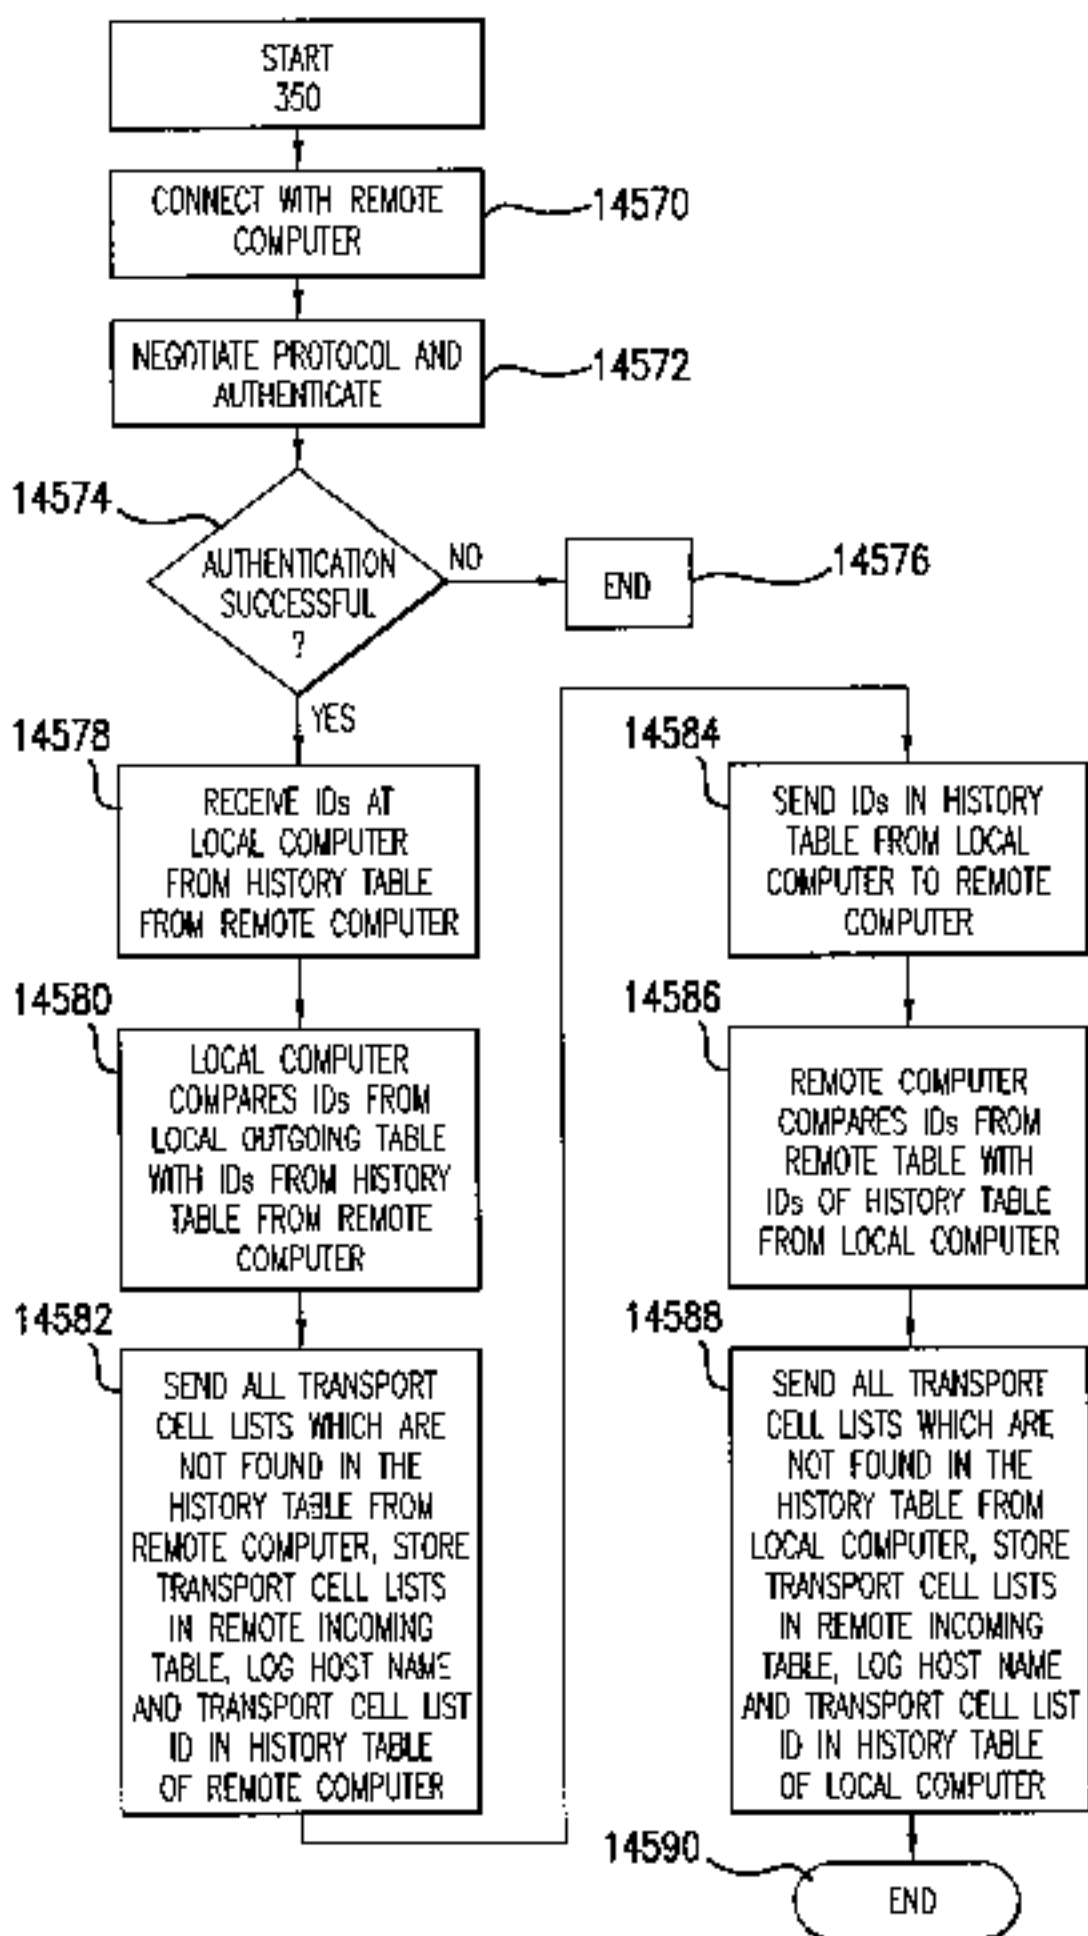 START
350
CONNECT WITH REMOTE
COMPUTER
14570
NEGOTIATE PROTOCOL AND
AUTHENTICATE
14572
14574
AUTHENTICATION
SUCCESSFUL
?
NO
END
14576
YES
14578
RECEIVE IDs AT
LOCAL COMPUTER
FROM HISTORY TABLE
FROM REMOTE COMPUTER
14580
LOCAL COMPUTER
COMPARES IDs FROM
LOCAL OUTGOING TABLE
WITH IDs FROM HISTORY
TABLE FROM REMOTE
COMPUTER
14582
SEND ALL TRANSPORT
CELL LISTS WHICH ARE
NOT FOUND IN THE
HISTORY TABLE FROM
REMOTE COMPUTER, STORE
TRANSPORT CELL LISTS
IN REMOTE INCOMING
TABLE, LOG HOST NAME
AND TRANSPORT CELL LIST
ID IN HISTORY TABLE
OF REMOTE COMPUTER
14584
SEND IDs IN HISTORY
TABLE FROM LOCAL
COMPUTER TO REMOTE
COMPUTER
14586
REMOTE COMPUTER
COMPARES IDs FROM
REMOTE TABLE WITH
IDs OF HISTORY TABLE
FROM LOCAL COMPUTER
14588
SEND ALL TRANSPORT
CELL LISTS WHICH ARE
NOT FOUND IN THE
HISTORY TABLE FROM
LOCAL COMPUTER, STORE
TRANSPORT CELL LISTS
IN REMOTE INCOMING
TABLE, LOG HOST NAME
AND TRANSPORT CELL LIST
ID IN HISTORY TABLE
OF LOCAL COMPUTER
14590
END